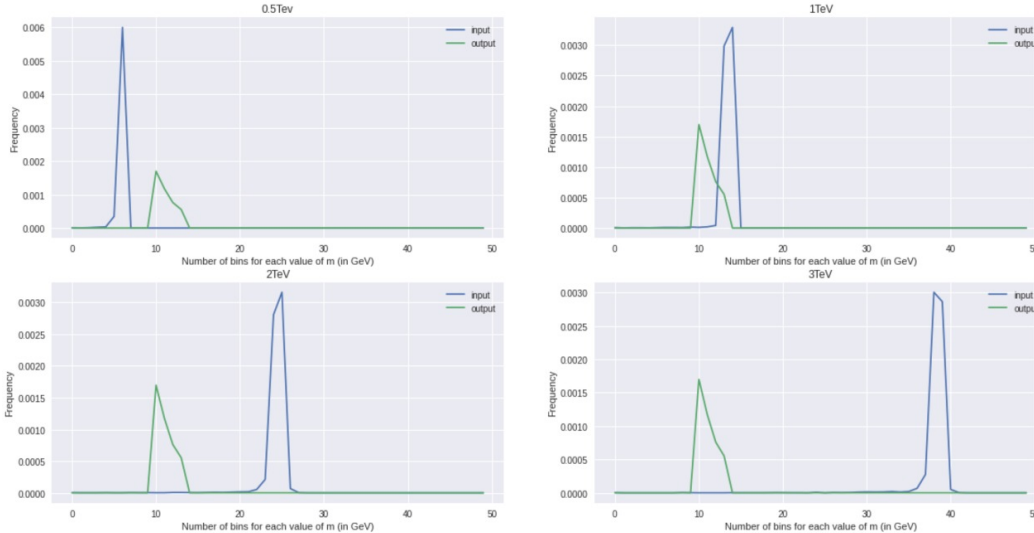 0.5Tev
input
output
0.006
0.005
0.004
0.003
0.002
0.001
0.000
Frequency
0 10 20 30 40 50
Number of bins for each value of m (in GeV)
1TeV
input
output
0.0030
0.0025
0.0020
0.0015
0.0010
0.0005
0.0000
Frequency
0 10 20 30 40
Number of bins for each value of m (in GeV)
2TeV
input
output
0.0030
0.0025
0.0020
0.0015
0.0010
0.0005
0.0000
Frequency
0 10 20 30 40 50
Number of bins for each value of m (in GeV)
3TeV
input
output
0.0030
0.0025
0.0020
0.0015
0.0010
0.0005
0.0000
Frequency
0 10 20 30 40
Number of bins for each value of m (in GeV)